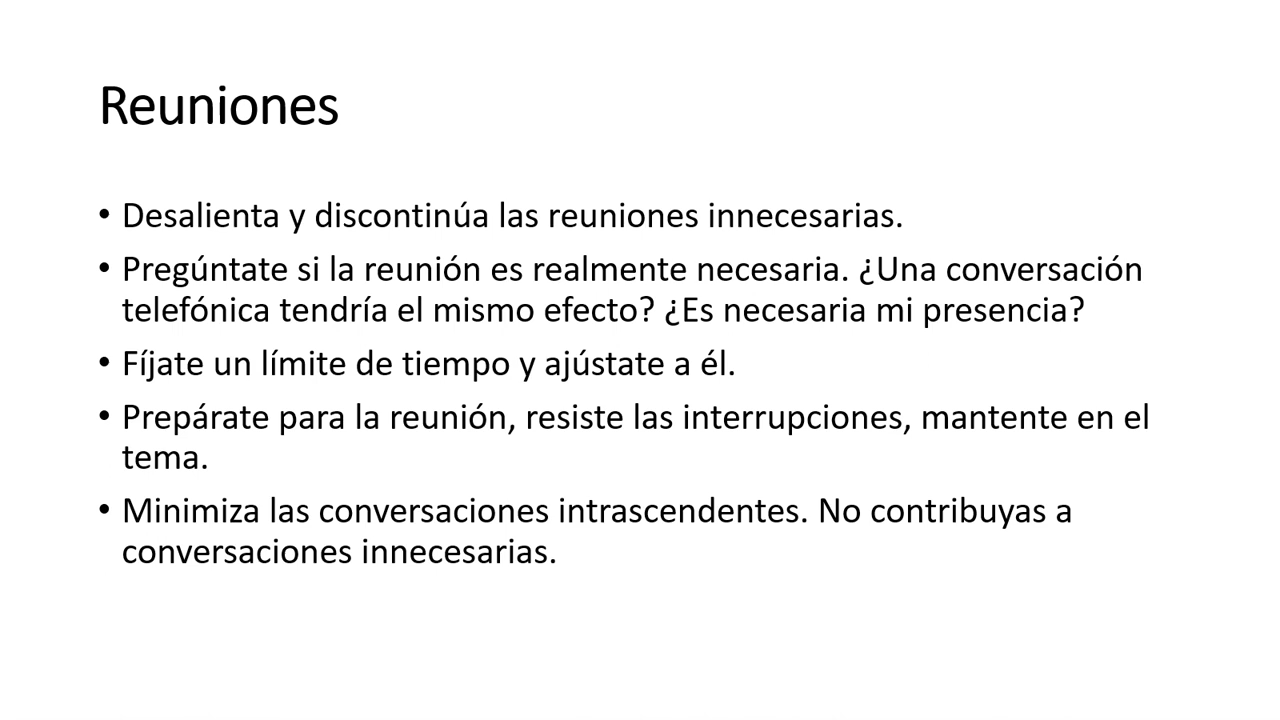 Reuniones
• Desalienta y discontinúa las reuniones innecesarias.
• Pregúntate si la reunión es realmente necesaria. ¿Una conversación
telefónica tendría el mismo efecto? ¿Es necesaria mi presencia?
• Fíjate un límite de tiempo y ajústate a él.
• Prepárate para la reunión, resiste las interrupciones, mantente en el
tema.
• Minimiza las conversaciones intrascendentes. No contribuyas a
conversaciones innecesarias.